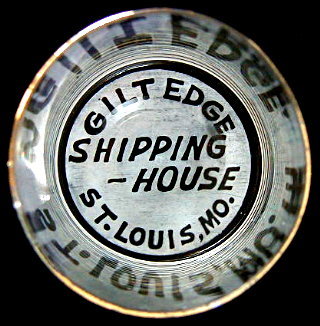 GILT EDGE
SHIPPING
- HOUSE
ST. LOUIS, MO.